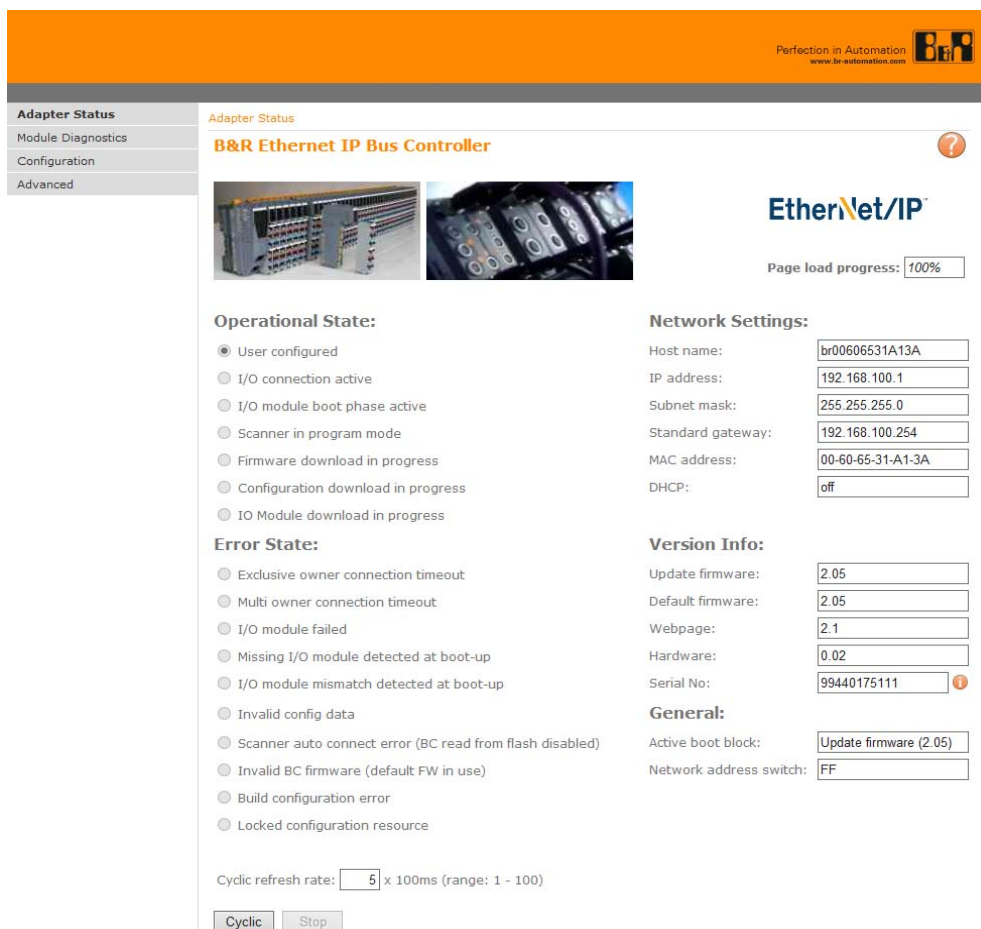 Perfection in Automation
www.br-automation.com
B&R
Adapter Status
Module Diagnostics
Configuration
Advanced
Adapter Status
B&R Ethernet IP Bus Controller
?
EtherNet/IP™
Page load progress: 100%
Operational State:
User configured
I/O connection active
I/O module boot phase active
Scanner in program mode
Firmware download in progress
Configuration download in progress
IO Module download in progress
Error State:
Exclusive owner connection timeout
Multi owner connection timeout
I/O module failed
Missing I/O module detected at boot-up
I/O module mismatch detected at boot-up
Invalid config data
Scanner auto connect error (BC read from flash disabled)
Invalid BC firmware (default FW in use)
Build configuration error
Locked configuration resource
Cyclic refresh rate: 5 x 100ms (range: 1 - 100)
Cyclic Stop
Network Settings:
Host name: br00606531A13A
IP address: 192.168.100.1
Subnet mask: 255.255.255.0
Standard gateway: 192.168.100.254
MAC address: 00-60-65-31-A1-3A
DHCP: off
Version Info:
Update firmware: 2.05
Default firmware: 2.05
Webpage: 2.1
Hardware: 0.02
Serial No: 99440175111
General:
Active boot block: Update firmware (2.05)
Network address switch: FF